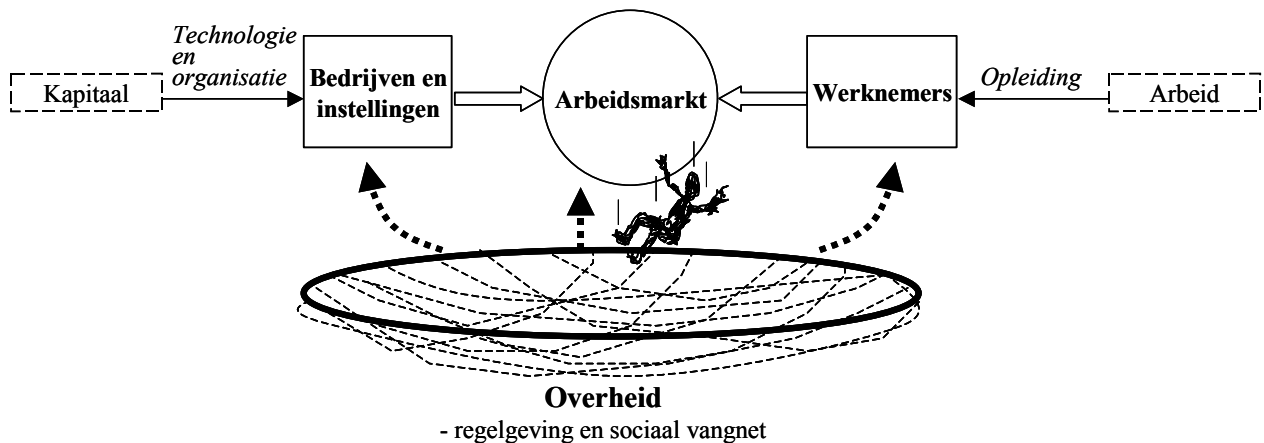 Technologie
en
organisatie
Kapitaal
Bedrijven en
instellingen
Arbeidsmarkt
Werknemers
Opleiding
Arbeid
Overheid
- regelgeving en sociaal vangnet